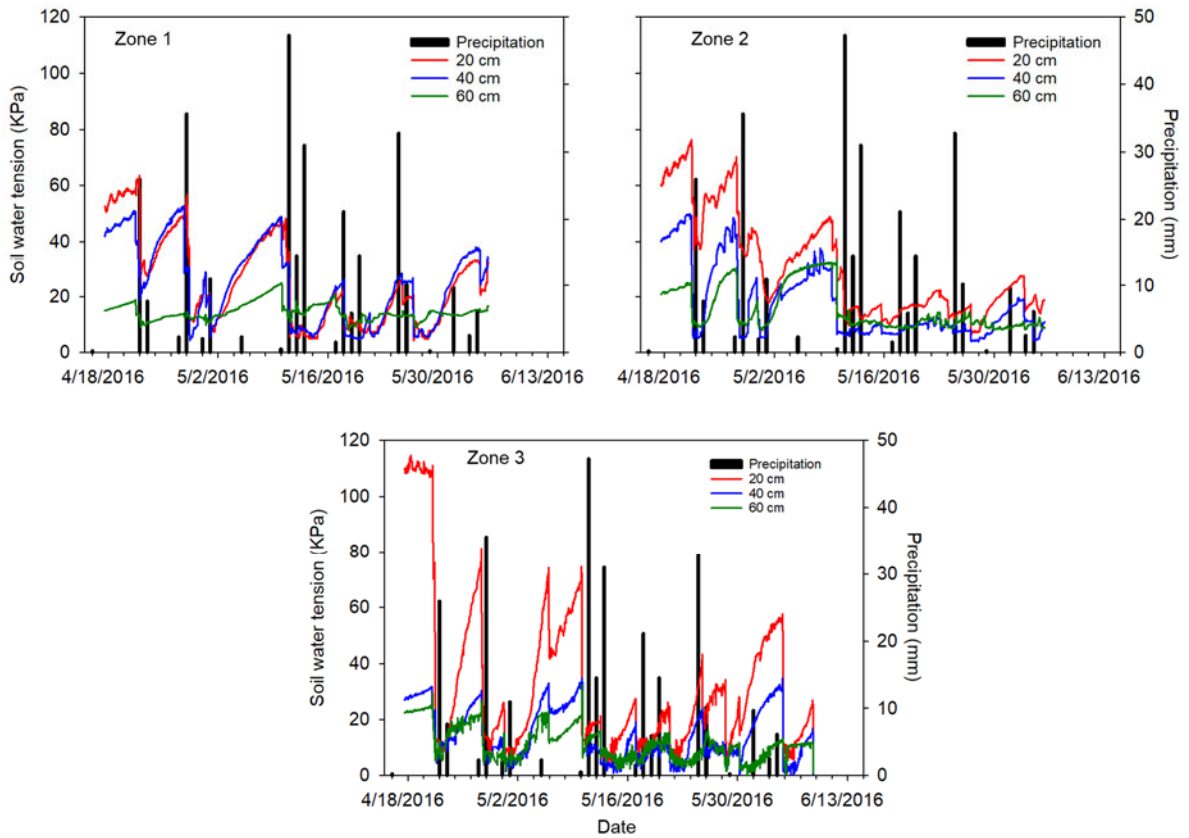 Zone 1
Precipitation
20 cm
40 cm
60 cm
Soil water tension (KPa)
120
100
80
60
40
20
0
4/18/2016 5/2/2016 5/16/2016 5/30/2016 6/13/2016
Zone 2
Precipitation
20 cm
40 cm
60 cm
Precipitation (mm)
50
40
30
20
10
0
4/18/2016 5/2/2016 5/16/2016 5/30/2016 6/13/2016
Zone 3
Precipitation
20 cm
40 cm
60 cm
Soil water tension (KPa)
120
100
80
60
40
20
0
Precipitation (mm)
50
40
30
20
10
0
4/18/2016 5/2/2016 5/16/2016 5/30/2016 6/13/2016
Date